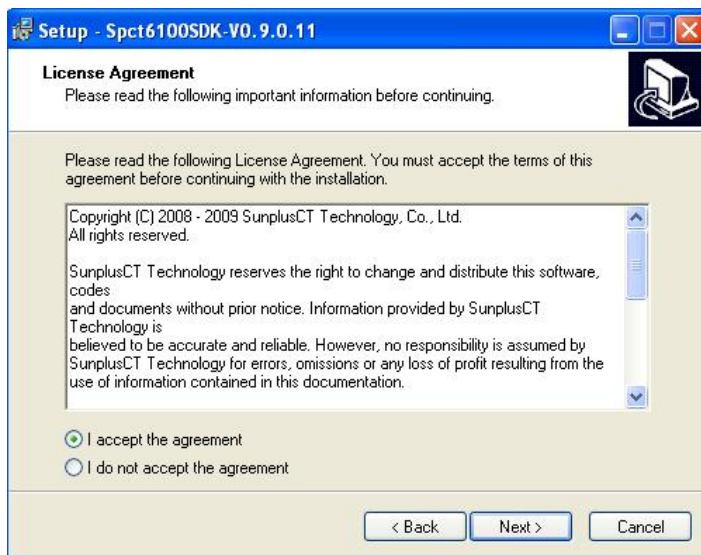 Setup - Spct6100SDK-V0.9.0.11
License Agreement
Please read the following important information before continuing.
Please read the following License Agreement. You must accept the terms of this
agreement before continuing with the installation.
Copyright (C) 2008 - 2009 SunplusCT Technology, Co., Ltd.
All rights reserved.
SunplusCT Technology reserves the right to change and distribute this software,
codes
and documents without prior notice. Information provided by SunplusCT
Technology is
believed to be accurate and reliable. However, no responsibility is assumed by
SunplusCT Technology for errors, omissions or any loss of profit resulting from the
use of information contained in this documentation.
I accept the agreement
I do not accept the agreement
< Back Next > Cancel